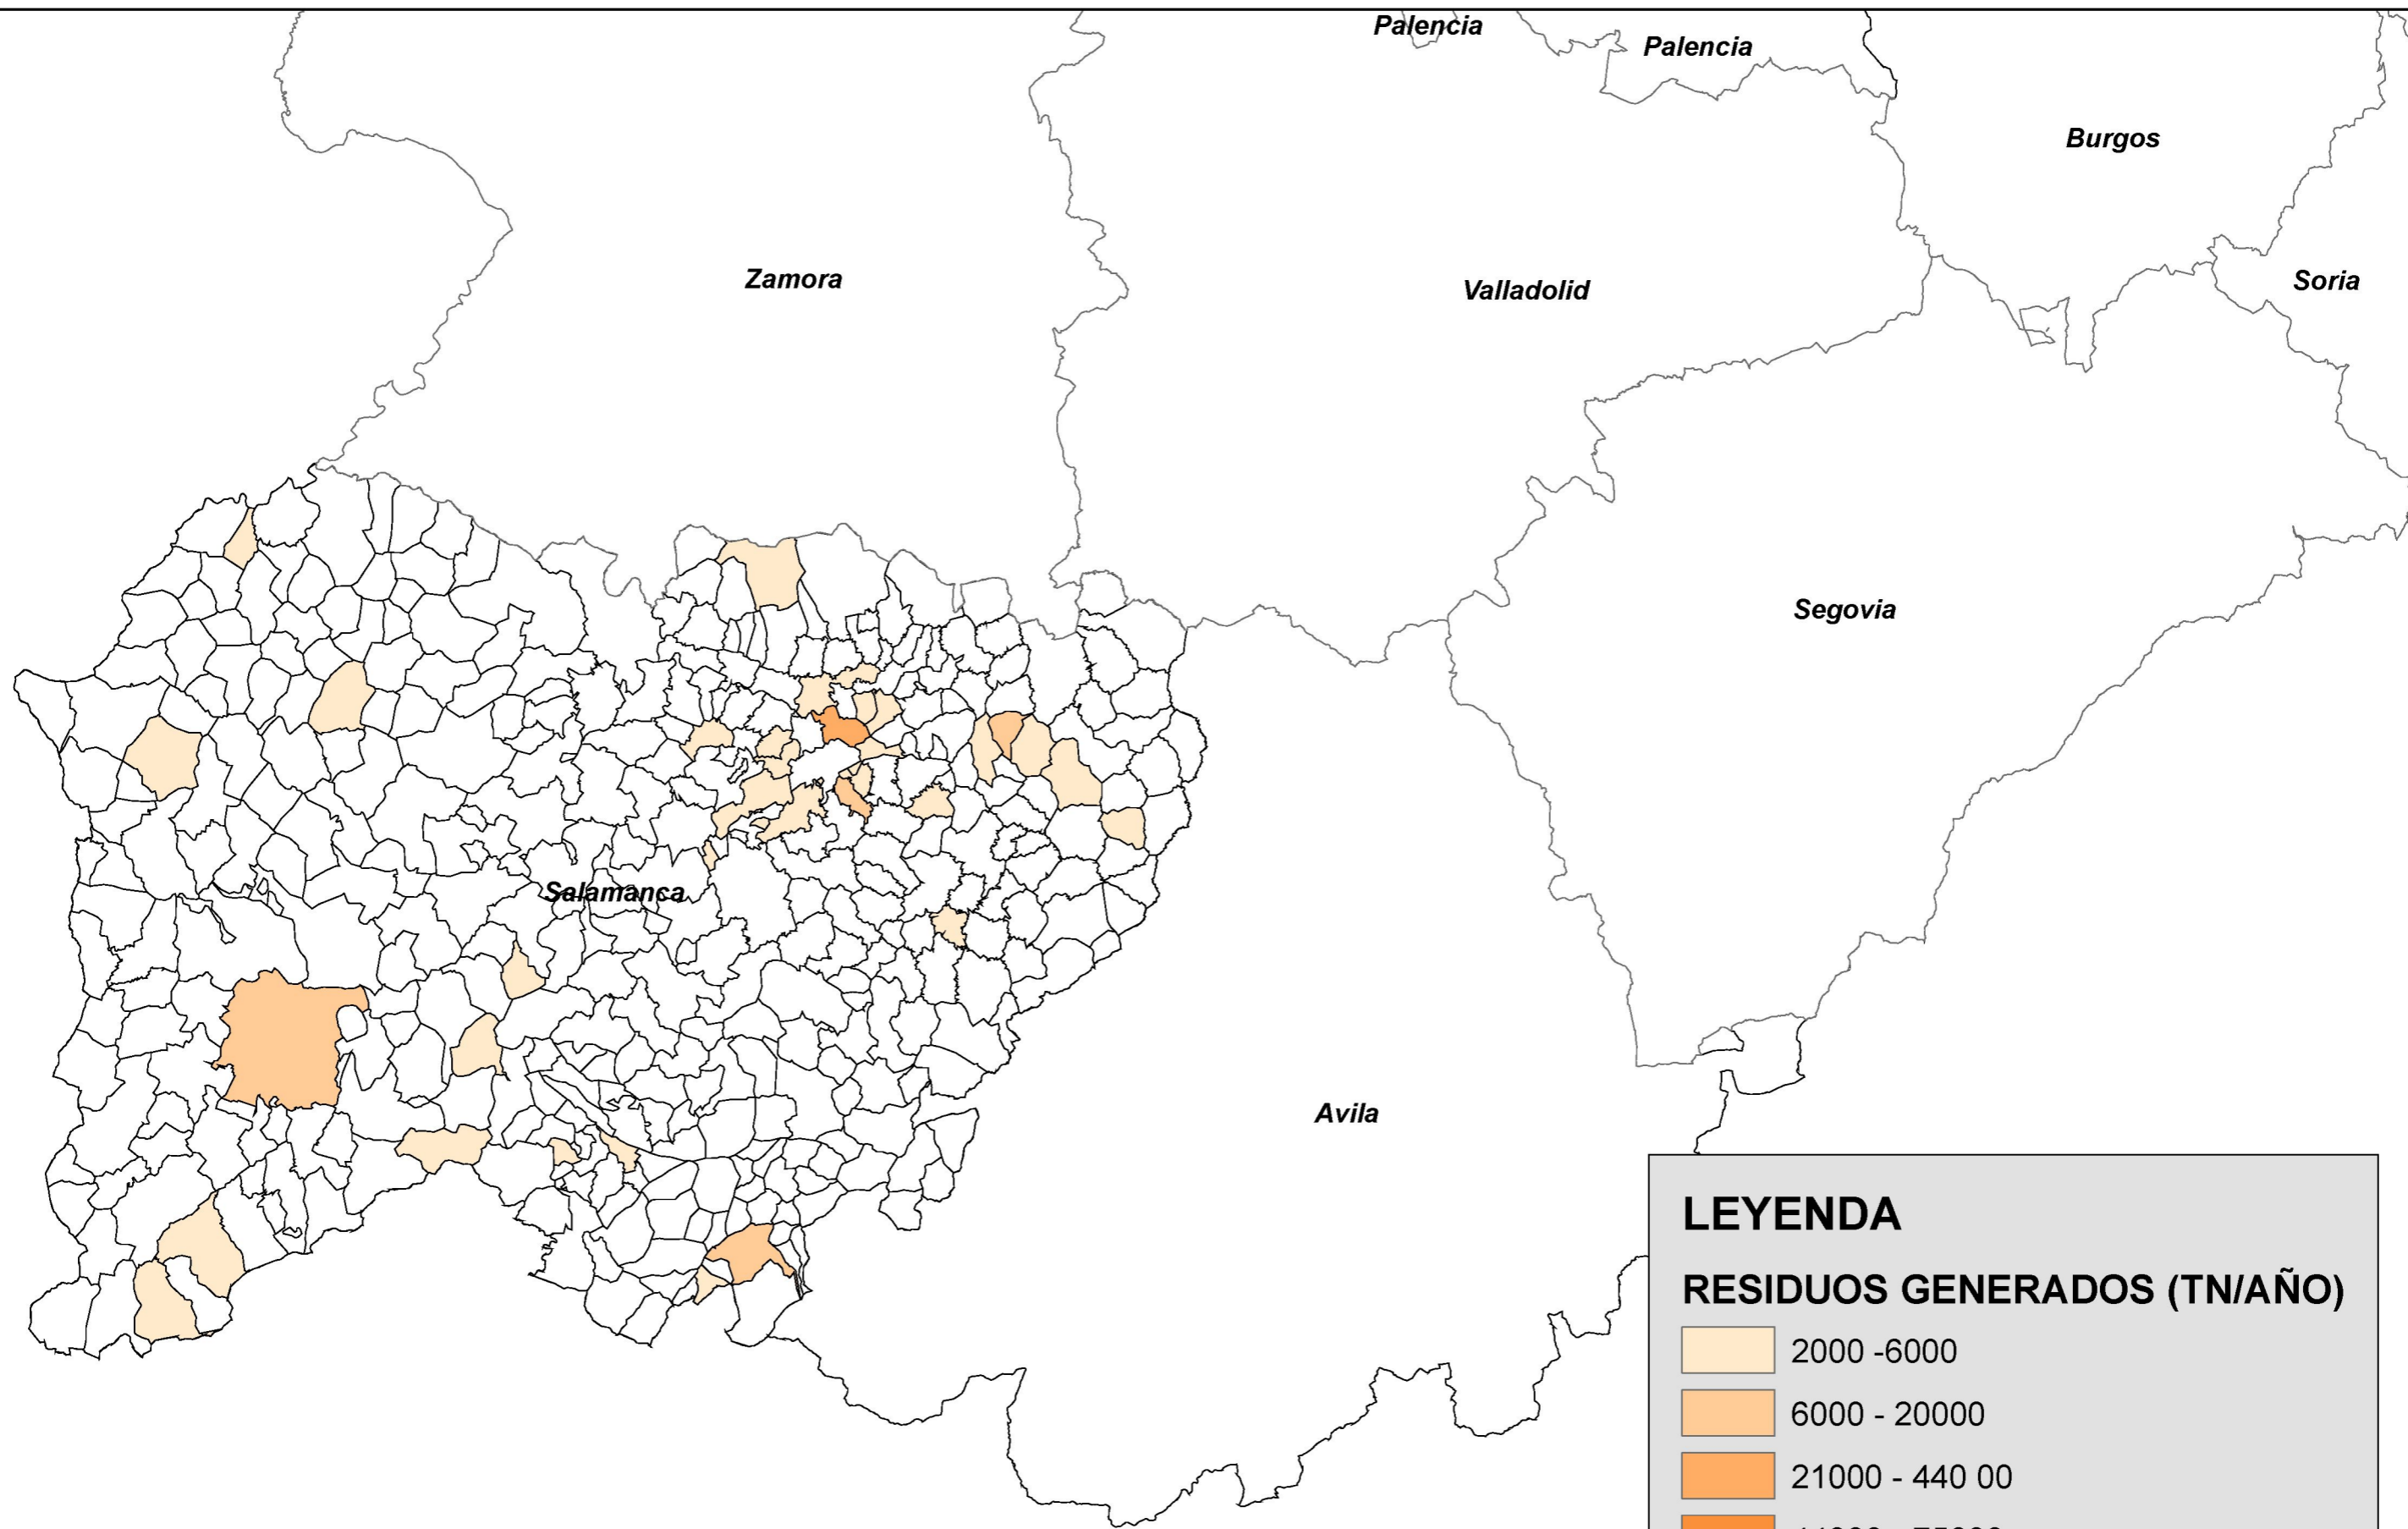 Palencia
Palencia
Burgos
Zamora
Valladolid
Soria
Segovia
Salamanca
Avila
LEYENDA
RESIDUOS GENERADOS (TN/AÑO)
2000 -6000
6000 - 20000
21000 - 440 00